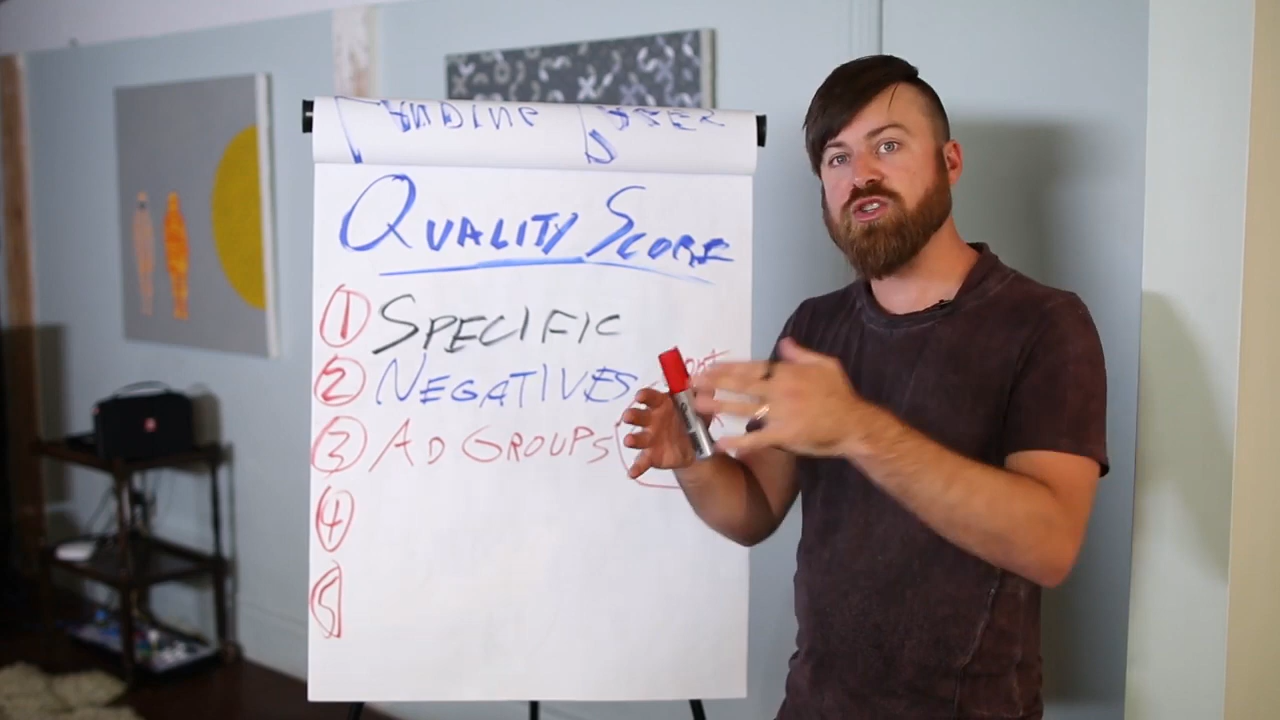 QUALITY SCORE
① SPECIFIC
② NEGATIVES
③ AD GROUPS
④
⑤